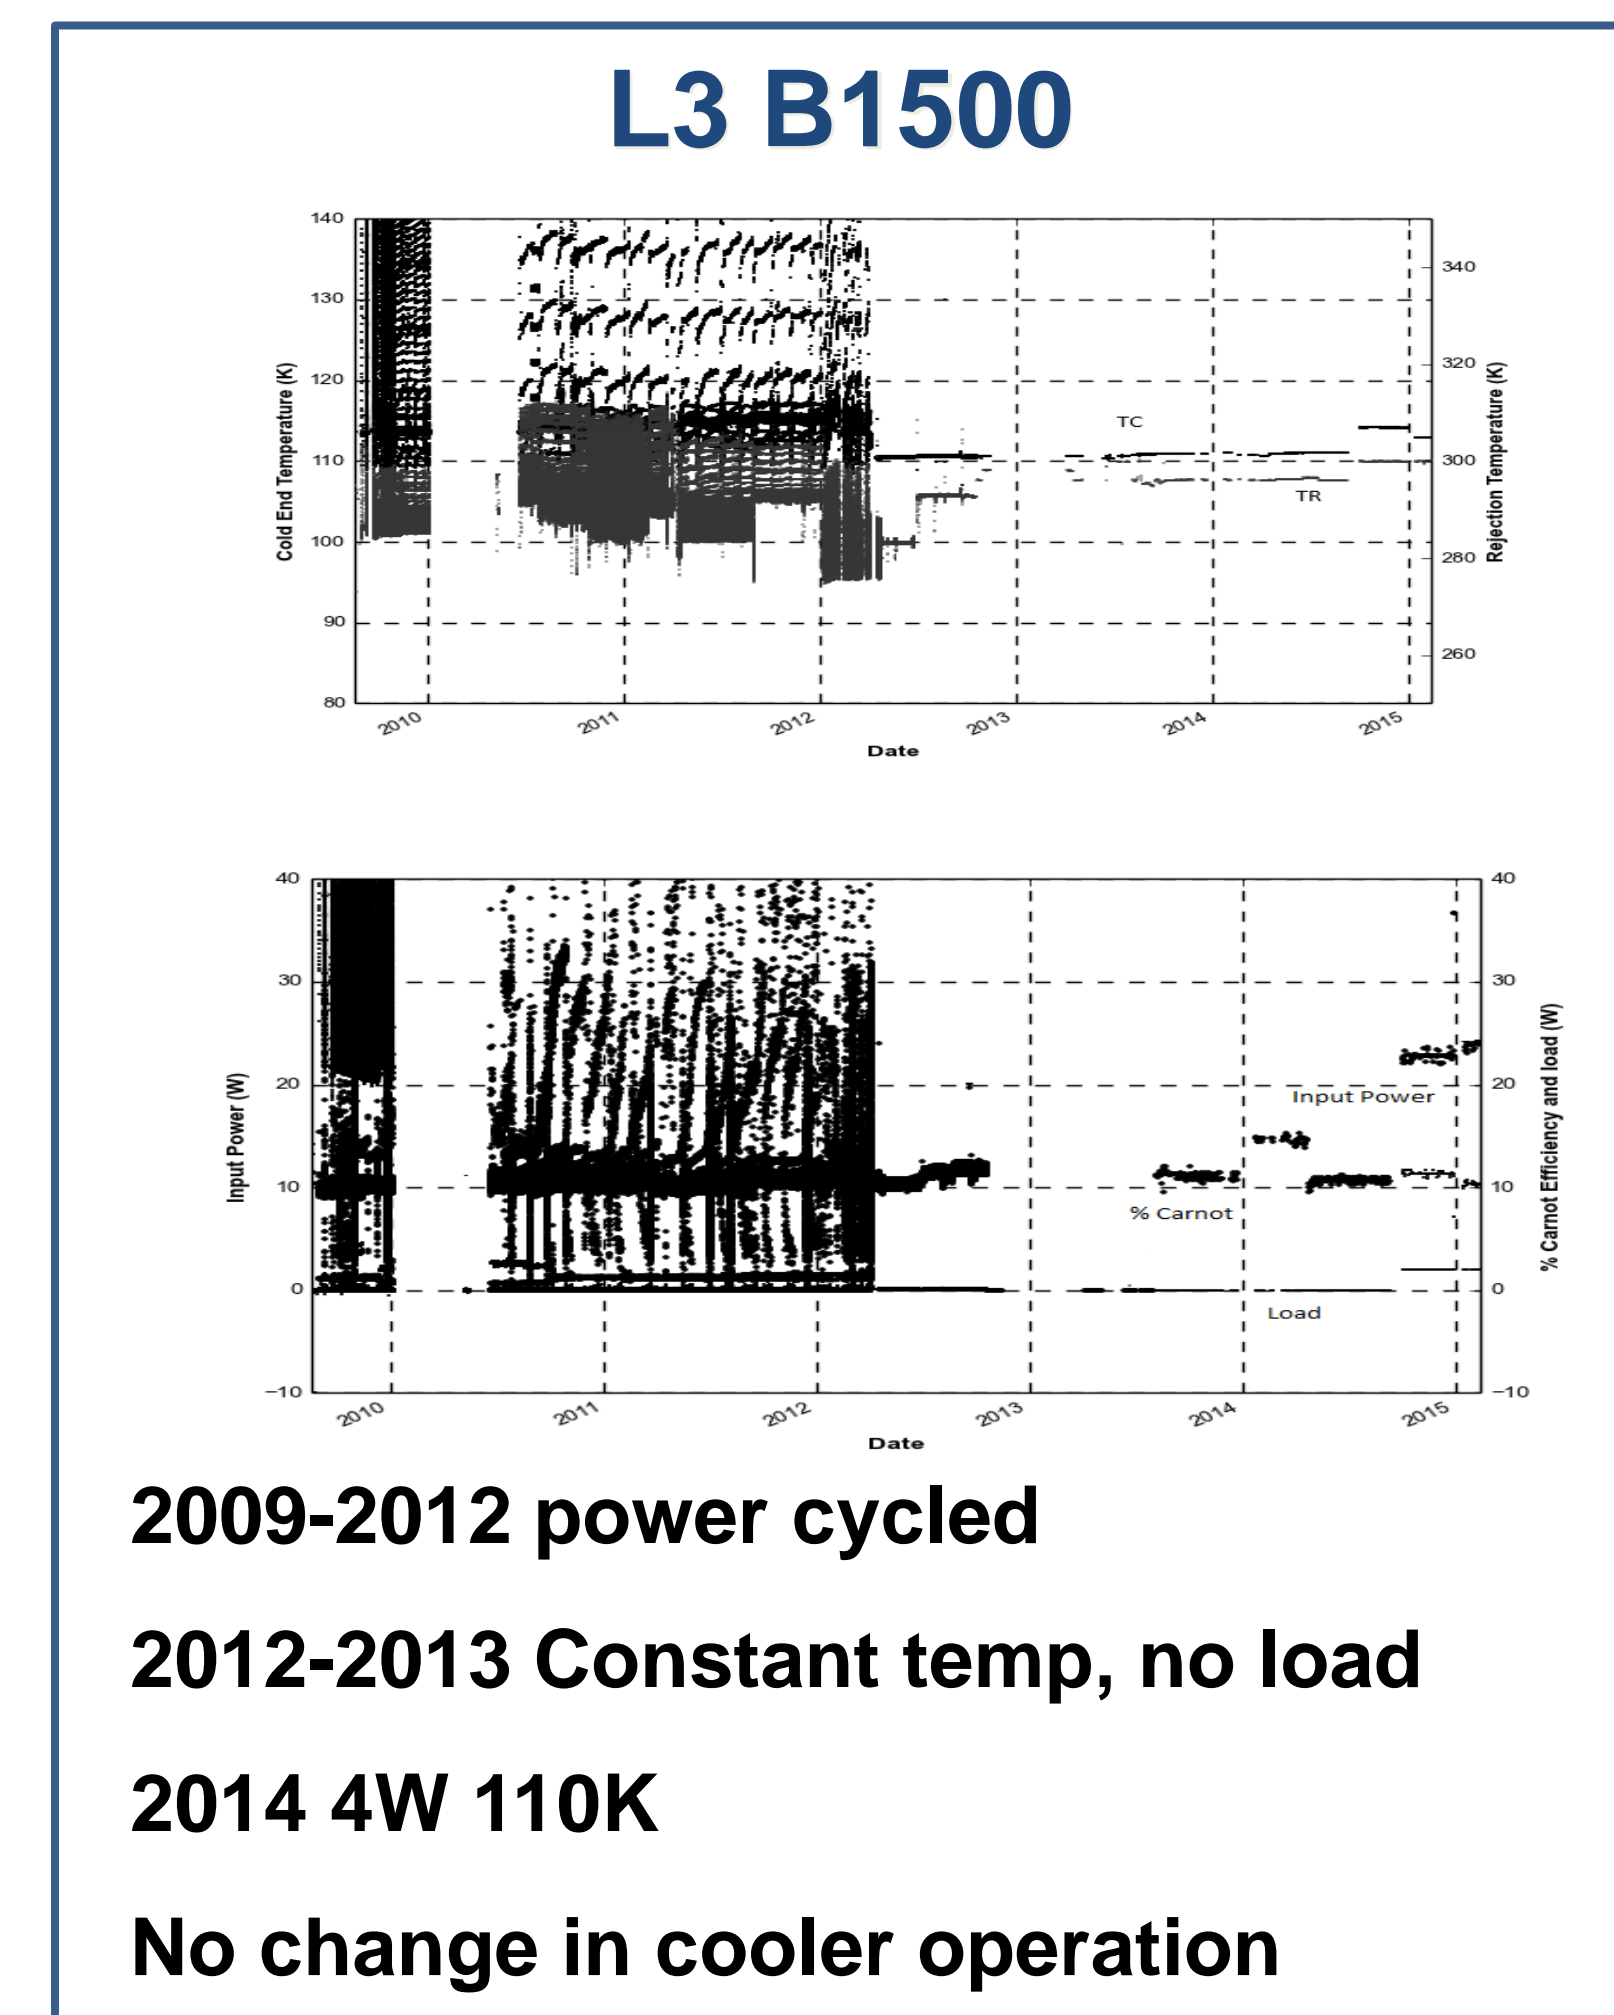 L3 B1500
140
130
120
110
100
90
80
Cold End Temperature (K)
340
320
300
280
260
Rejection Temperature (K)
TC
TR
2010 2011 2012 2013 2014 2015
Date
40
30
20
10
0
−10
Input Power (W)
40
30
20
10
0
−10
% Carnot Efficiency and load (W)
Input Power
% Carnot
Load
2010 2011 2012 2013 2014 2015
Date
2009-2012 power cycled
2012-2013 Constant temp, no load
2014 4W 110K
No change in cooler operation